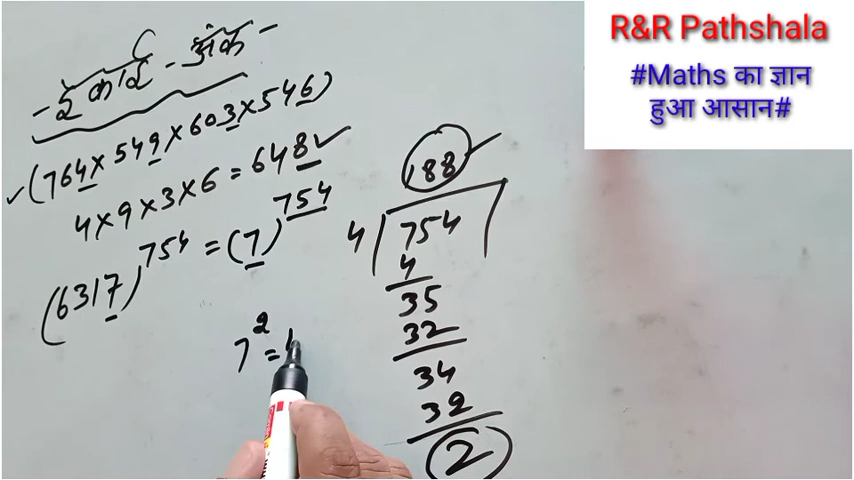 - इकाई - अंक -
(764 x 549 x 603 x 546)
4 x 9 x 3 x 6 = 648
(6317)^754 = (7)^754
7^2 =
188
4 754
4
35
32
34
32
2
R&R Pathshala
#Maths का ज्ञान
हुआ आसान#